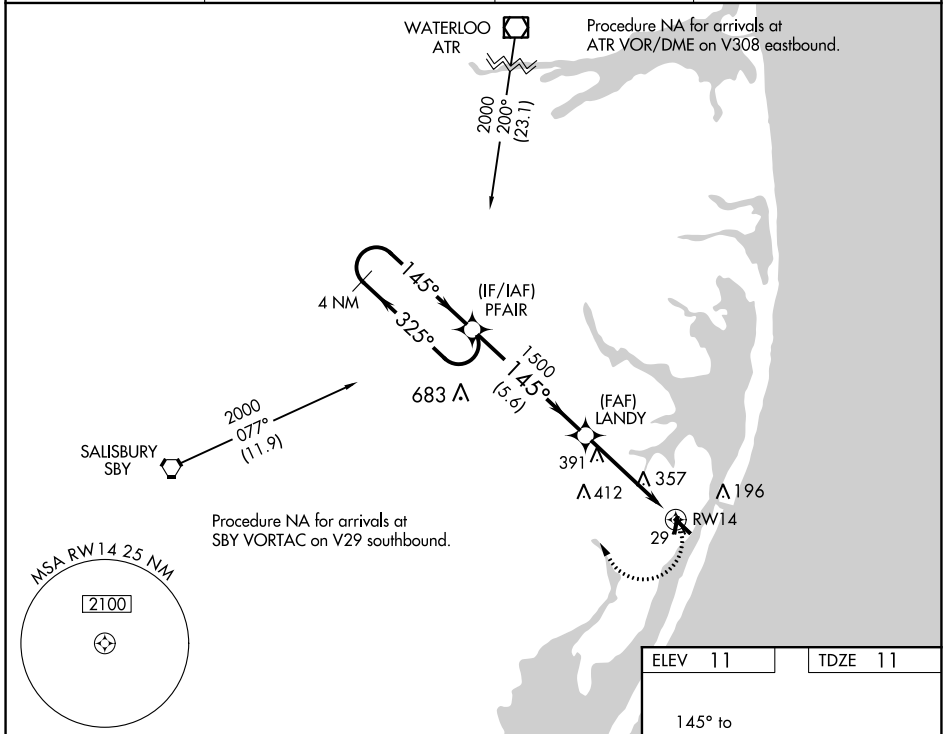 WATERLOO
ATR
Procedure NA for arrivals at
ATR VOR/DME on V308 eastbound.
2000
200°
(23.1)
145°
4 NM
325°
(IF/IAF)
PFAIR
1500
145°
(5.6)
683
(FAF)
LANDY
2000
077°
(11.9)
SALISBURY
SBY
391
357
412
196
RW14
29
Procedure NA for arrivals at
SBY VORTAC on V29 southbound.
MSA RW14 25 NM
2100
ELEV 11
TDZE 11
145° to